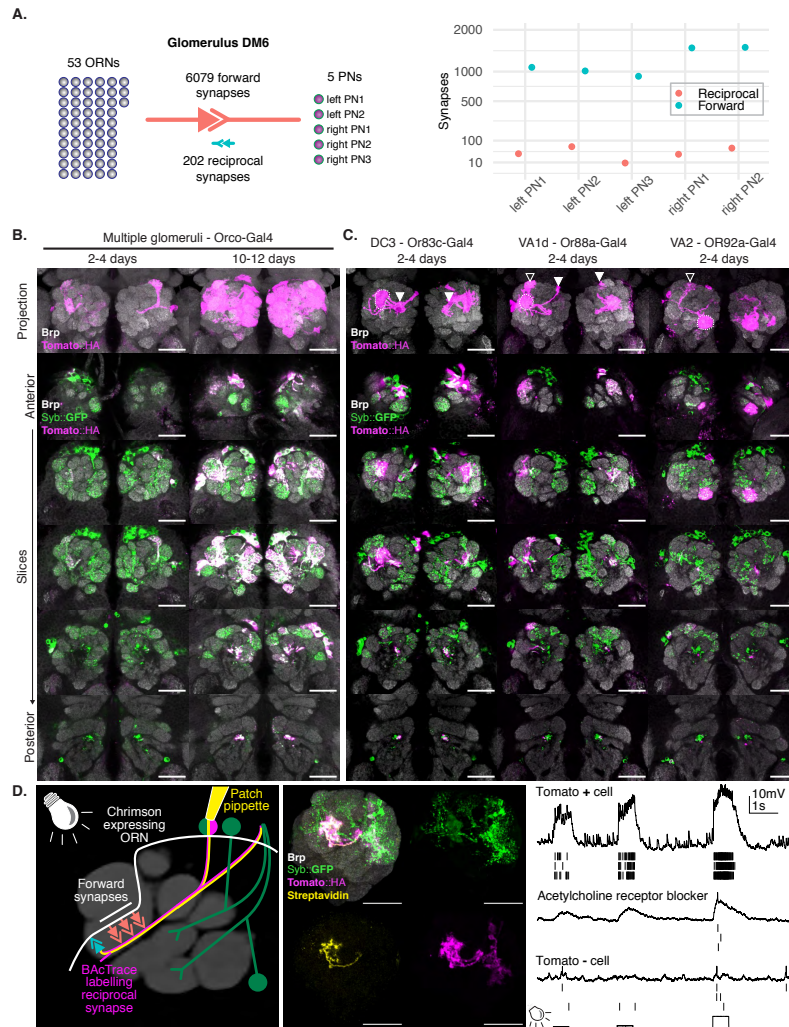 A.
Glomerulus DM6
53 ORNs
6079 forward
synapses
202 reciprocal
synapses
5 PNs
left PN1
left PN2
right PN1
right PN2
right PN3
Synapses
2000
1000
500
100
10
Reciprocal
Forward
left PN1
left PN2
left PN3
right PN1
right PN2
B.
Multiple glomeruli - Orco-Gal4
2-4 days
10-12 days
C.
DC3 - Or83c-Gal4
2-4 days
VA1d - Or88a-Gal4
2-4 days
VA2 - OR92a-Gal4
2-4 days
Projection
Brp
Tomato::HA
Brp
Tomato::HA
Anterior
Slices
Posterior
Brp
Syb::GFP
Tomato::HA
Brp
Syb::GFP
Tomato::HA
D.
Chrimson
expressing
ORN
Patch
pippette
Forward
synapses
BAcTrace
labelling
reciprocal
synapse
Brp
Syb::GFP
Tomato::HA
Streptavidin
Tomato + cell
10mV
1s
Acetylcholine receptor blocker
Tomato - cell